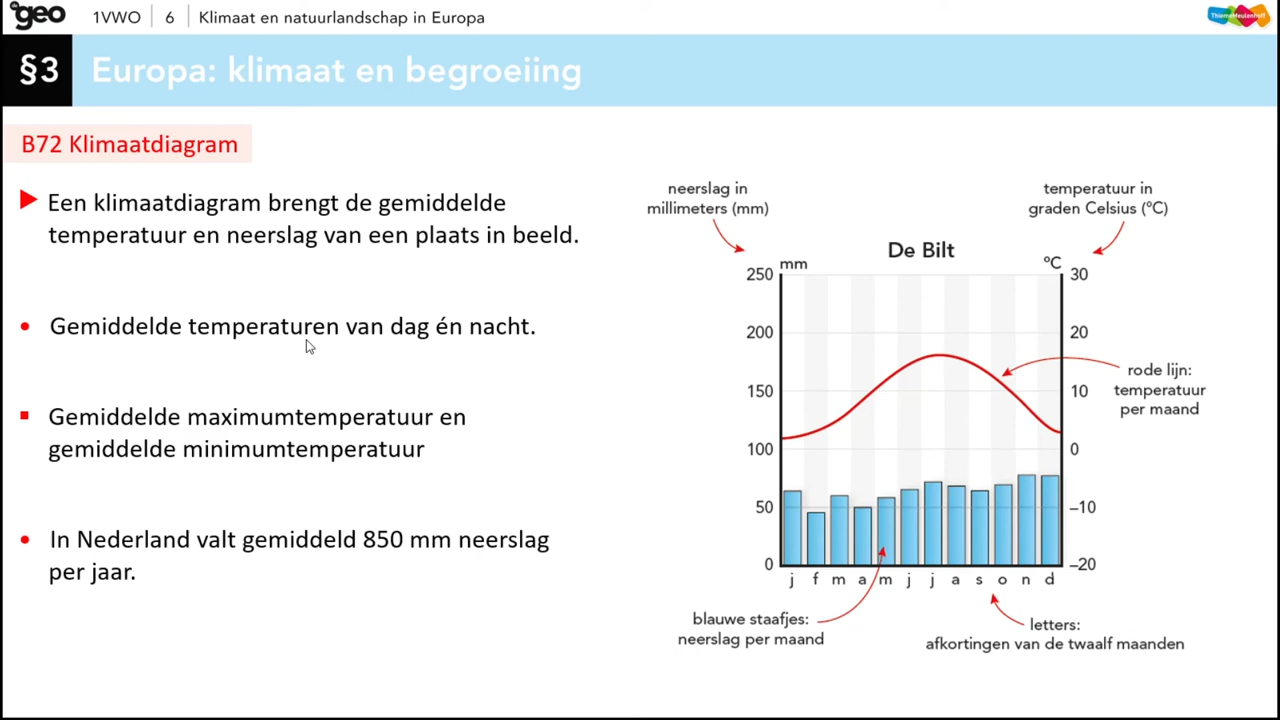 geo 1VWO 6 Klimaat en natuurlandschap in Europa ThiemeMeulenhoff
§3 Europa: klimaat en begroeiing
B72 Klimaatdiagram
Een klimaatdiagram brengt de gemiddelde
temperatuur en neerslag van een plaats in beeld.
Gemiddelde temperaturen van dag én nacht.
Gemiddelde maximumtemperatuur en
gemiddelde minimumtemperatuur
In Nederland valt gemiddeld 850 mm neerslag
per jaar.
neerslag in
millimeters (mm)
temperatuur in
graden Celsius (°C)
De Bilt
mm °C
250 30
200 20
150 10
100 0
50 –10
0 –20
j f m a m j j a s o n d
rode lijn:
temperatuur
per maand
blauwe staafjes:
neerslag per maand
letters:
afkortingen van de twaalf maanden